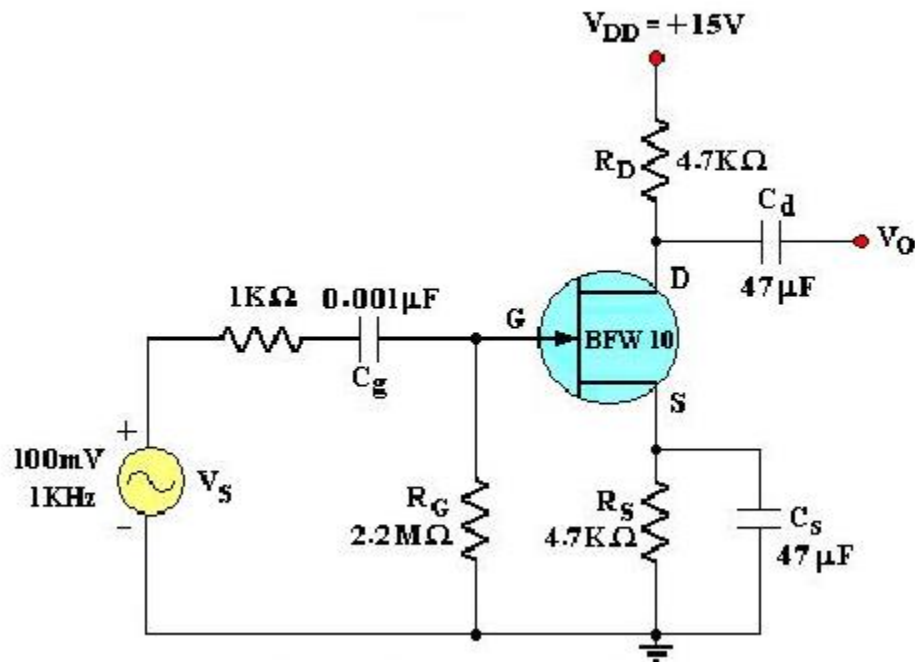 V_DD = +15V
R_D 4.7KΩ
C_d
V_O
47μF
D
1KΩ 0.001μF
G
BFW 10
C_g
S
+
100mV
1KHz
V_S
-
R_G
2.2MΩ
R_S
4.7KΩ
C_s
47μF